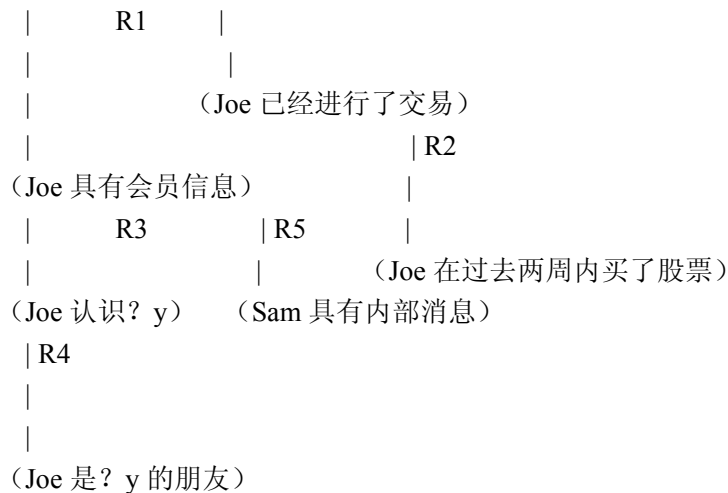 R1
（Joe 已经进行了交易）
R2
（Joe 具有会员信息）
R3 R5
（Joe 在过去两周内买了股票）
（Joe 认识？y） （Sam 具有内部消息）
R4
（Joe 是？y 的朋友）